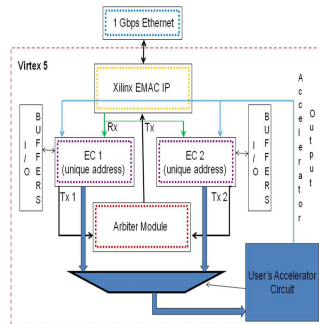 1 Gbps Ethernet
Virtex 5
Xilinx EMAC IP
Accelerator Output
Rx
Tx
I/O BUFFERS
EC 1
(unique address)
EC 2
(unique address)
I/O BUFFERS
Tx 1
Tx 2
Arbiter Module
User's Accelerator
Circuit